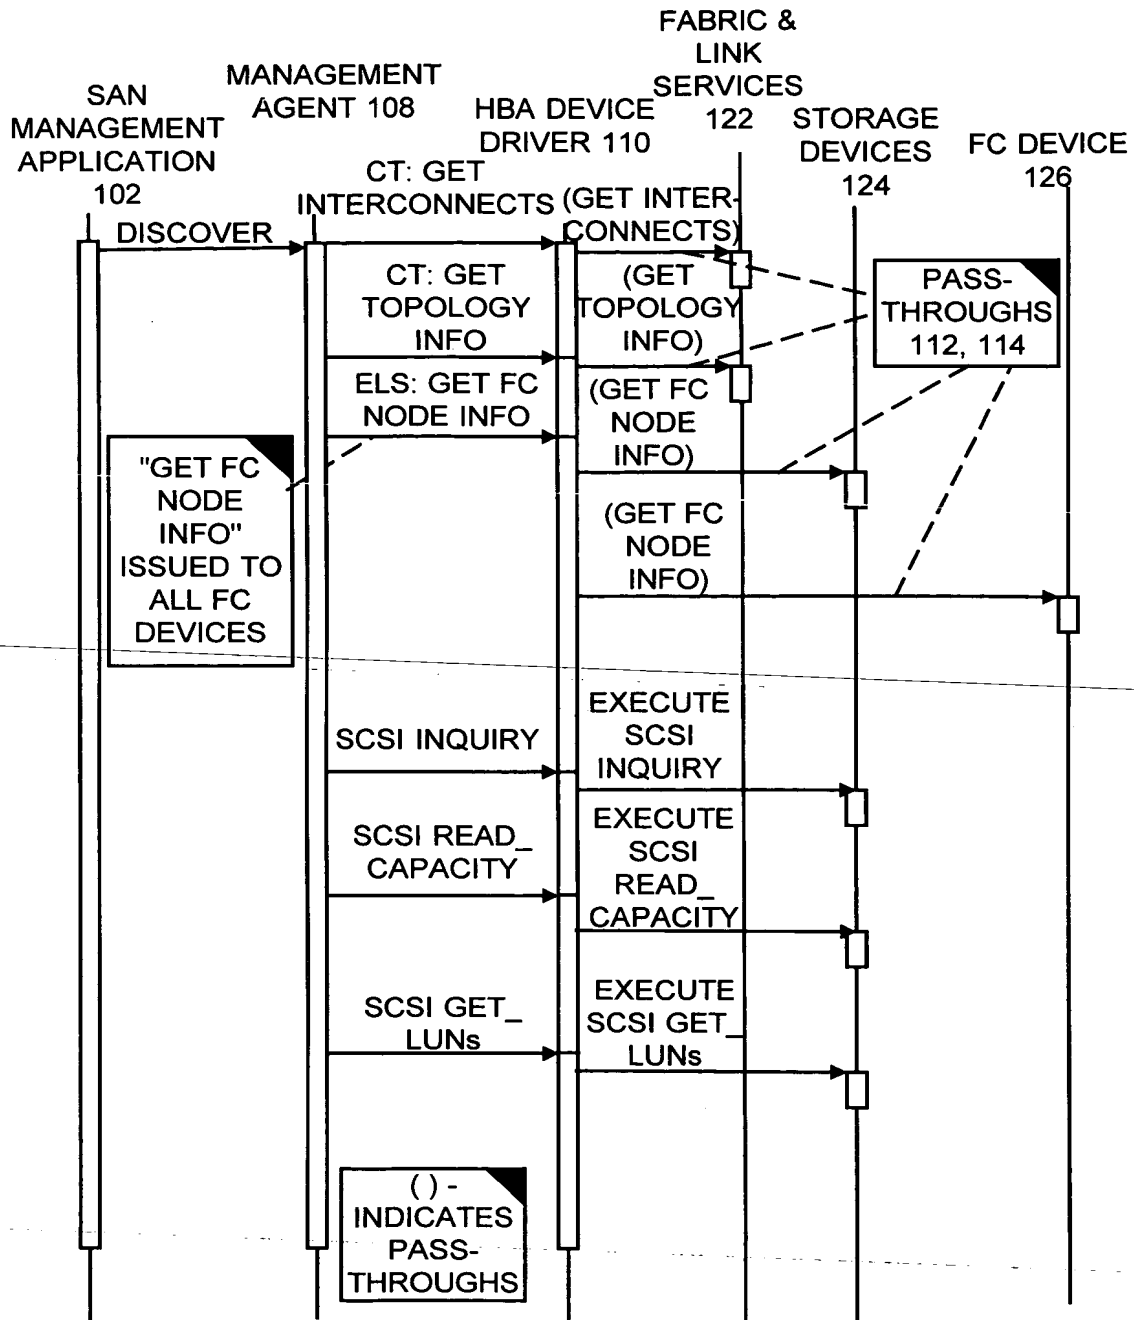 SAN
MANAGEMENT
APPLICATION
102
MANAGEMENT
AGENT 108
HBA DEVICE
DRIVER 110
FABRIC &
LINK
SERVICES
122
STORAGE
DEVICES
124
FC DEVICE
126
DISCOVER
CT: GET
INTERCONNECTS
(GET INTER-
CONNECTS)
CT: GET
TOPOLOGY
INFO
(GET
TOPOLOGY
INFO)
PASS-
THROUGHS
112, 114
ELS: GET FC
NODE INFO
(GET FC
NODE
INFO)
"GET FC
NODE
INFO"
ISSUED TO
ALL FC
DEVICES
(GET FC
NODE
INFO)
SCSI INQUIRY
EXECUTE
SCSI
INQUIRY
SCSI READ_
CAPACITY
EXECUTE
SCSI
READ_
CAPACITY
SCSI GET_
LUNs
EXECUTE
SCSI GET_
LUNs
( ) -
INDICATES
PASS-
THROUGHS